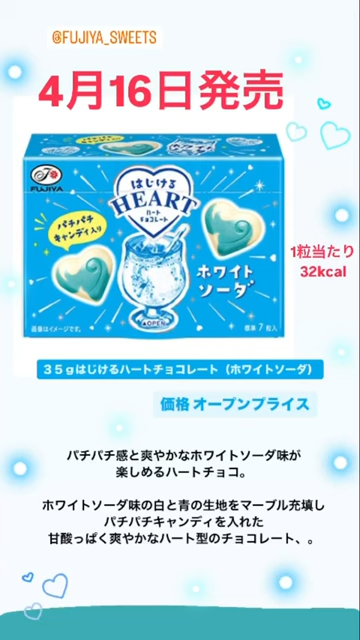 @FUJIYA_SWEETS
4月16日発売
FUJIYA
はじける
HEART
ハート
チョコレート
パチパチ
キャンディ入り
ホワイト
ソーダ
▲OPEN
画像はイメージです。
標準7粒入
1粒当たり
32kcal
35gはじけるハートチョコレート（ホワイトソーダ）
価格 オープンプライス
パチパチ感と爽やかなホワイトソーダ味が
楽しめるハートチョコ。
ホワイトソーダ味の白と青の生地をマーブル充填し
パチパチキャンディを入れた
甘酸っぱく爽やかなハート型のチョコレート、。